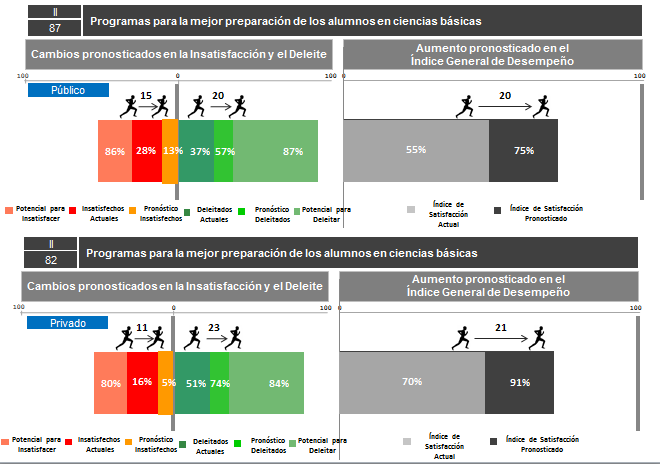 II
87
Programas para la mejor preparación de los alumnos en ciencias básicas
Cambios pronosticados en la Insatisfacción y el Deleite
Aumento pronosticado en el
Índice General de Desempeño
100 0 100
0 100
Público
15 20
20
86% 28% 13% 37% 57% 87%
55% 75%
Potencial para
Insatisfacer
Insatisfechos
Actuales
Pronóstico
Insatisfechos
Deleitados
Actuales
Pronóstico
Deleitados
Potencial para
Deleitar
Índice de
Satisfacción
Actual
Índice de Satisfacción
Pronosticado
II
82
Programas para la mejor preparación de los alumnos en ciencias básicas
Cambios pronosticados en la Insatisfacción y el Deleite
Aumento pronosticado en el
Índice General de Desempeño
100 0 100
0 100
Privado
11 23
21
80% 16% 5% 51% 74% 84%
70% 91%
Potencial para
Insatisfacer
Insatisfechos
Actuales
Pronóstico
Insatisfechos
Deleitados
Actuales
Pronóstico
Deleitados
Potencial para
Deleitar
Índice de
Satisfacción
Actual
Índice de Satisfacción
Pronosticado